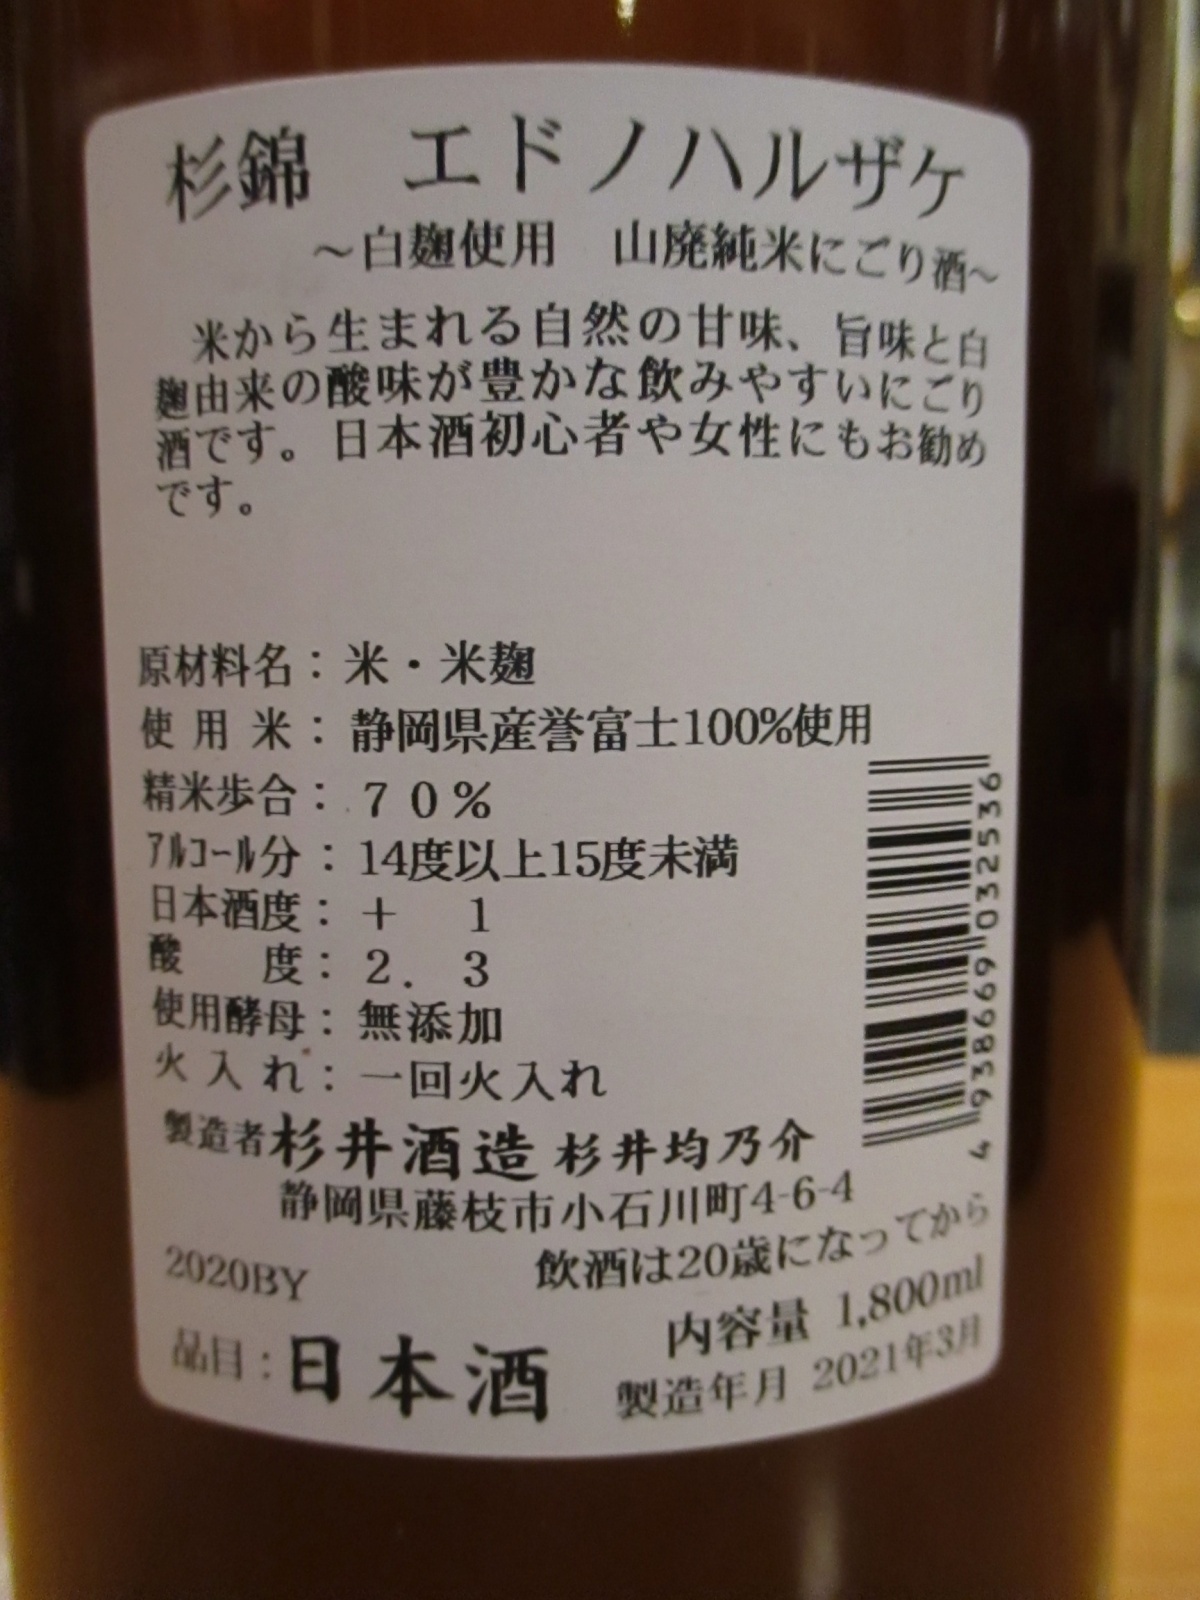 杉錦　エドノハルザケ
～白麹使用　山廃純米にごり酒～
米から生まれる自然の甘味、旨味と白
麹由来の酸味が豊かな飲みやすいにごり
酒です。日本酒初心者や女性にもお勧め
です。
原材料名：米・米麹
使用米：静岡県産誉富士100%使用
精米歩合：７０％
ｱﾙｺｰﾙ分：14度以上15度未満
日本酒度：＋　1
酸　度：２．３
使用酵母：無添加
火入れ：一回火入れ
製造者 杉井酒造 杉井均乃介
静岡県藤枝市小石川町4-6-4
飲酒は20歳になってから
2020BY
内容量 1,800ml
品目：日本酒
製造年月 2021年3月
4 938669 032536